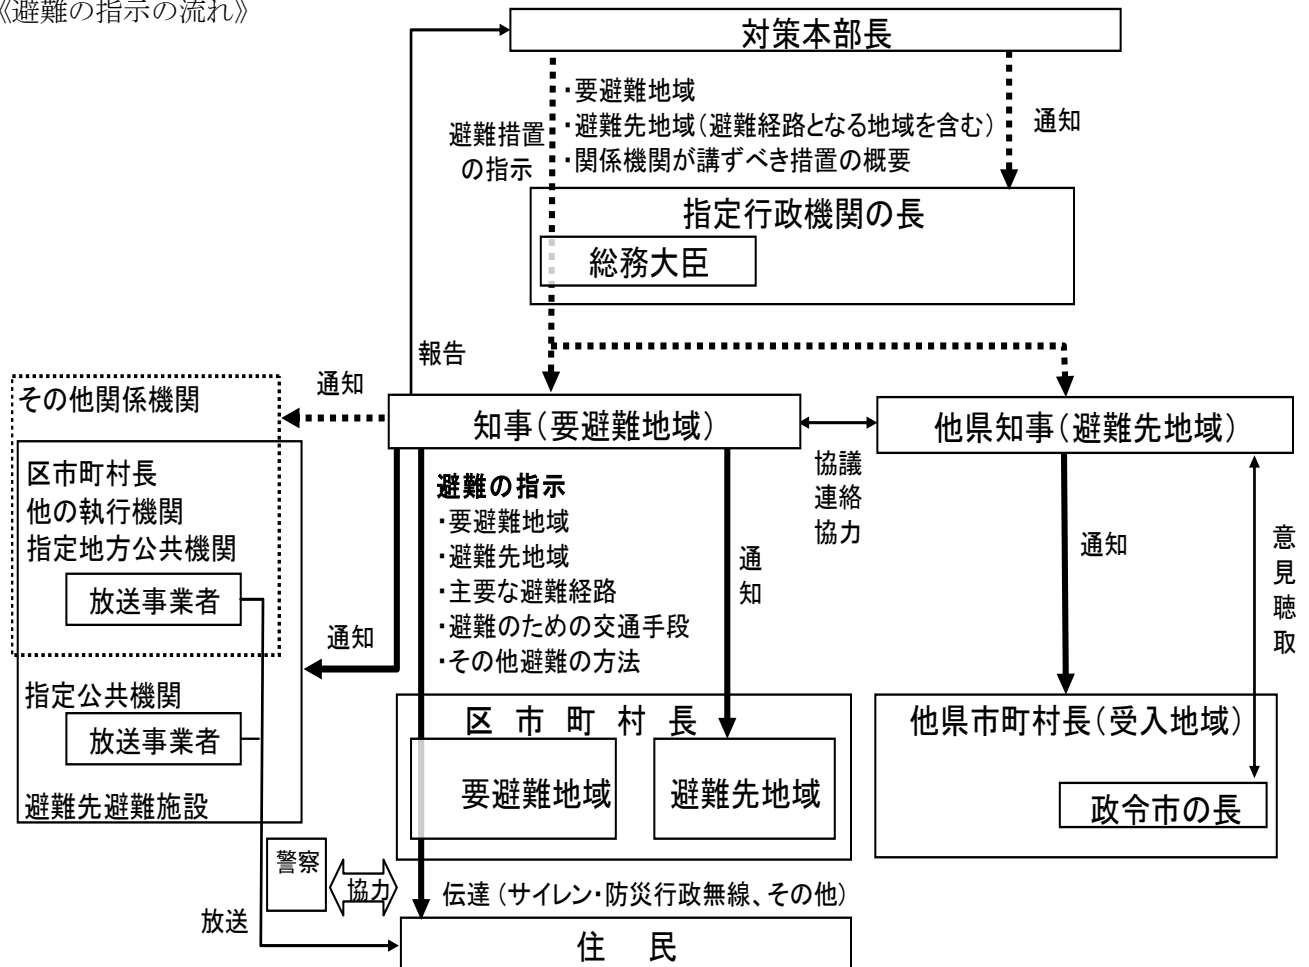 《避難の指示の流れ》
対策本部長
・要避難地域
・避難先地域(避難経路となる地域を含む)
・関係機関が講ずべき措置の概要
避難措置
の指示
通知
指定行政機関の長
総務大臣
報告
通知
その他関係機関
知事(要避難地域)
他県知事(避難先地域)
協議
連絡
協力
区市町村長
他の執行機関
指定地方公共機関
放送事業者
避難の指示
・要避難地域
・避難先地域
・主要な避難経路
・避難のための交通手段
・その他避難の方法
通知
通知
意見聴取
通知
指定公共機関
放送事業者
避難先避難施設
区市町村長
要避難地域
避難先地域
他県市町村長(受入地域)
政令市の長
警察
協力
伝達(サイレン・防災行政無線、その他)
放送
住 民